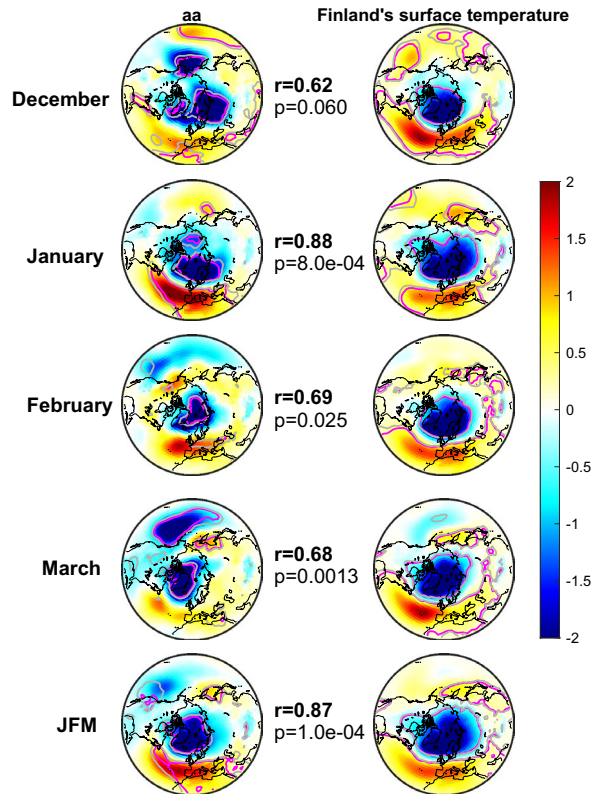 aa
Finland's surface temperature
December
r=0.62
p=0.060
January
r=0.88
p=8.0e-04
February
r=0.69
p=0.025
March
r=0.68
p=0.0013
JFM
r=0.87
p=1.0e-04
2
1.5
1
0.5
0
-0.5
-1
-1.5
-2